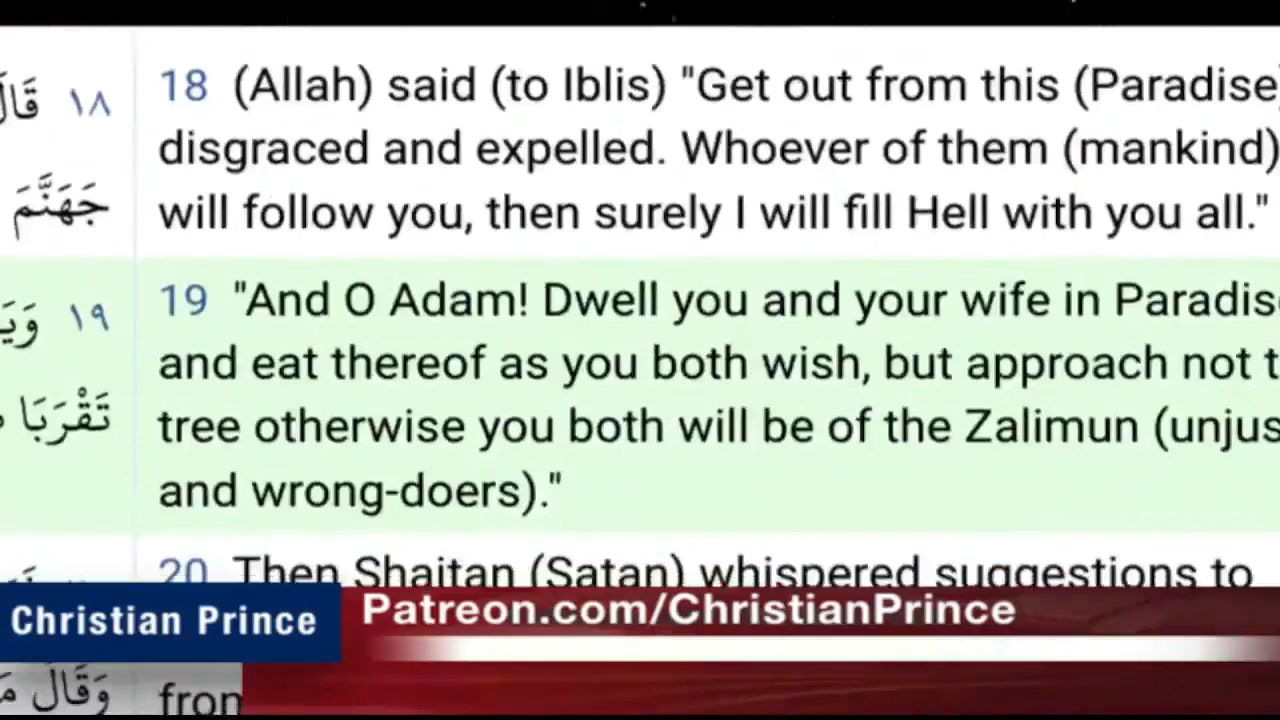 18 (Allah) said (to Iblis) "Get out from this (Paradise)
disgraced and expelled. Whoever of them (mankind)
will follow you, then surely I will fill Hell with you all."
١٨
جَهَنَّمَ
19 "And O Adam! Dwell you and your wife in Paradis
and eat thereof as you both wish, but approach not t
tree otherwise you both will be of the Zalimun (unjus
and wrong-doers)."
١٩
تَقْرَبَا
20 Then Shaitan (Satan) whispered suggestions to
Christian Prince
Patreon.com/ChristianPrince
وَقَالَ
from